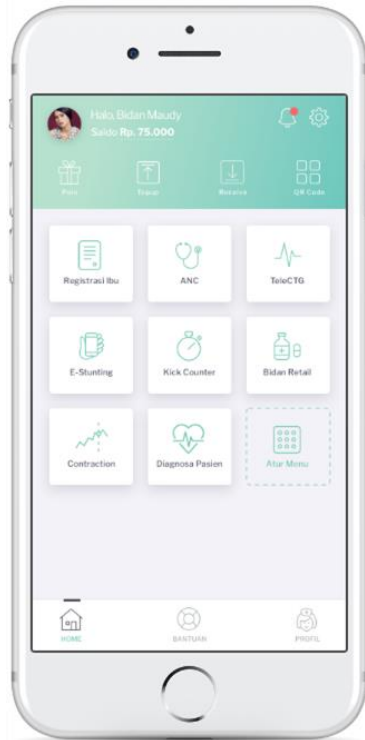 Halo, Bidan Maudy
Saldo Rp. 75.000
Poin
Topup
Receive
QR Code
Registrasi Ibu
ANC
TeleCTG
E-Stunting
Kick Counter
Bidan Retail
Contraction
Diagnosa Pasien
Atur Menu
HOME
BANTUAN
PROFIL